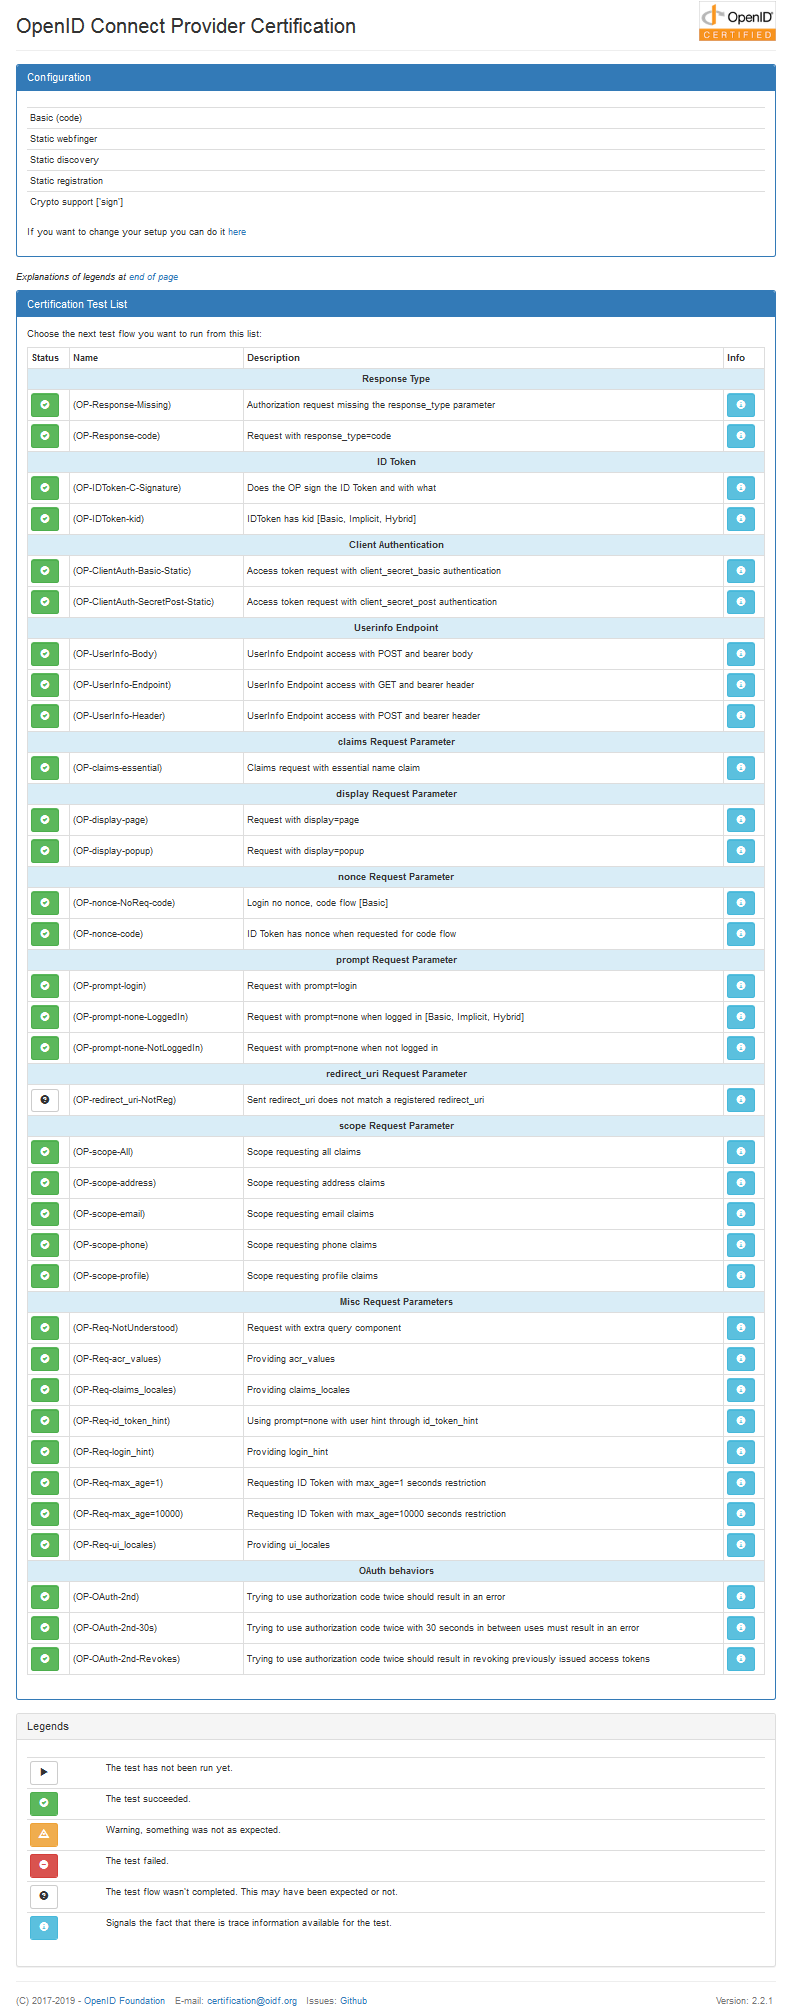 OpenID Connect Provider Certification
OpenID
CERTIFIED
Configuration
Basic (code)
Static webfinger
Static discovery
Static registration
Crypto support ['sign']
If you want to change your setup you can do it here
Explanations of legends at end of page
Certification Test List
Choose the next test flow you want to run from this list:
Status Name Description Info
Response Type
(OP-Response-Missing) Authorization request missing the response_type parameter
(OP-Response-code) Request with response_type=code
ID Token
(OP-IDToken-C-Signature) Does the OP sign the ID Token and with what
(OP-IDToken-kid) IDToken has kid [Basic, Implicit, Hybrid]
Client Authentication
(OP-ClientAuth-Basic-Static) Access token request with client_secret_basic authentication
(OP-ClientAuth-SecretPost-Static) Access token request with client_secret_post authentication
Userinfo Endpoint
(OP-UserInfo-Body) UserInfo Endpoint access with POST and bearer body
(OP-UserInfo-Endpoint) UserInfo Endpoint access with GET and bearer header
(OP-UserInfo-Header) UserInfo Endpoint access with POST and bearer header
claims Request Parameter
(OP-claims-essential) Claims request with essential name claim
display Request Parameter
(OP-display-page) Request with display=page
(OP-display-popup) Request with display=popup
nonce Request Parameter
(OP-nonce-NoReq-code) Login no nonce, code flow [Basic]
(OP-nonce-code) ID Token has nonce when requested for code flow
prompt Request Parameter
(OP-prompt-login) Request with prompt=login
(OP-prompt-none-LoggedIn) Request with prompt=none when logged in [Basic, Implicit, Hybrid]
(OP-prompt-none-NotLoggedIn) Request with prompt=none when not logged in
redirect_uri Request Parameter
(OP-redirect_uri-NotReg) Sent redirect_uri does not match a registered redirect_uri
scope Request Parameter
(OP-scope-All) Scope requesting all claims
(OP-scope-address) Scope requesting address claims
(OP-scope-email) Scope requesting email claims
(OP-scope-phone) Scope requesting phone claims
(OP-scope-profile) Scope requesting profile claims
Misc Request Parameters
(OP-Req-NotUnderstood) Request with extra query component
(OP-Req-acr_values) Providing acr_values
(OP-Req-claims_locales) Providing claims_locales
(OP-Req-id_token_hint) Using prompt=none with user hint through id_token_hint
(OP-Req-login_hint) Providing login_hint
(OP-Req-max_age=1) Requesting ID Token with max_age=1 seconds restriction
(OP-Req-max_age=10000) Requesting ID Token with max_age=10000 seconds restriction
(OP-Req-ui_locales) Providing ui_locales
OAuth behaviors
(OP-OAuth-2nd) Trying to use authorization code twice should result in an error
(OP-OAuth-2nd-30s) Trying to use authorization code twice with 30 seconds in between uses must result in an error
(OP-OAuth-2nd-Revokes) Trying to use authorization code twice should result in revoking previously issued access tokens
Legends
The test has not been run yet.
The test succeeded.
Warning, something was not as expected.
The test failed.
The test flow wasn't completed. This may have been expected or not.
Signals the fact that there is trace information available for the test.
(C) 2017-2019 - OpenID Foundation E-mail: certification@oidf.org Issues: Github Version: 2.2.1